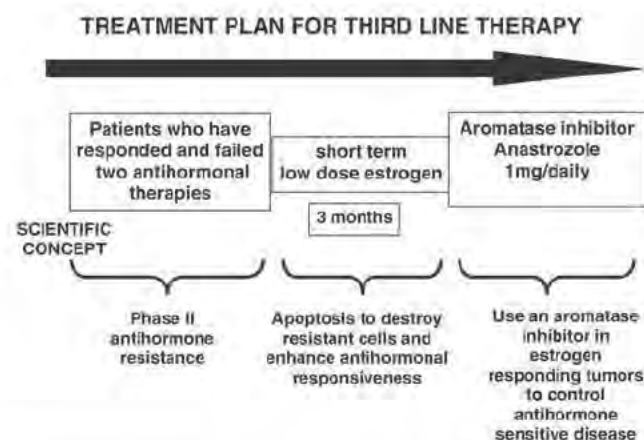 TREATMENT PLAN FOR THIRD LINE THERAPY
Patients who have
responded and failed
two antihormonal
therapies
short term
low dose estrogen
3 months
Aromatase inhibitor
Anastrozole
1mg/daily
SCIENTIFIC
CONCEPT
Phase II
antihormone
resistance
Apoptosis to destroy
resistant cells and
enhance antihormonal
responsiveness
Use an aromatase
inhibitor in
estrogen
responding tumors
to control
antihormone
sensitive disease